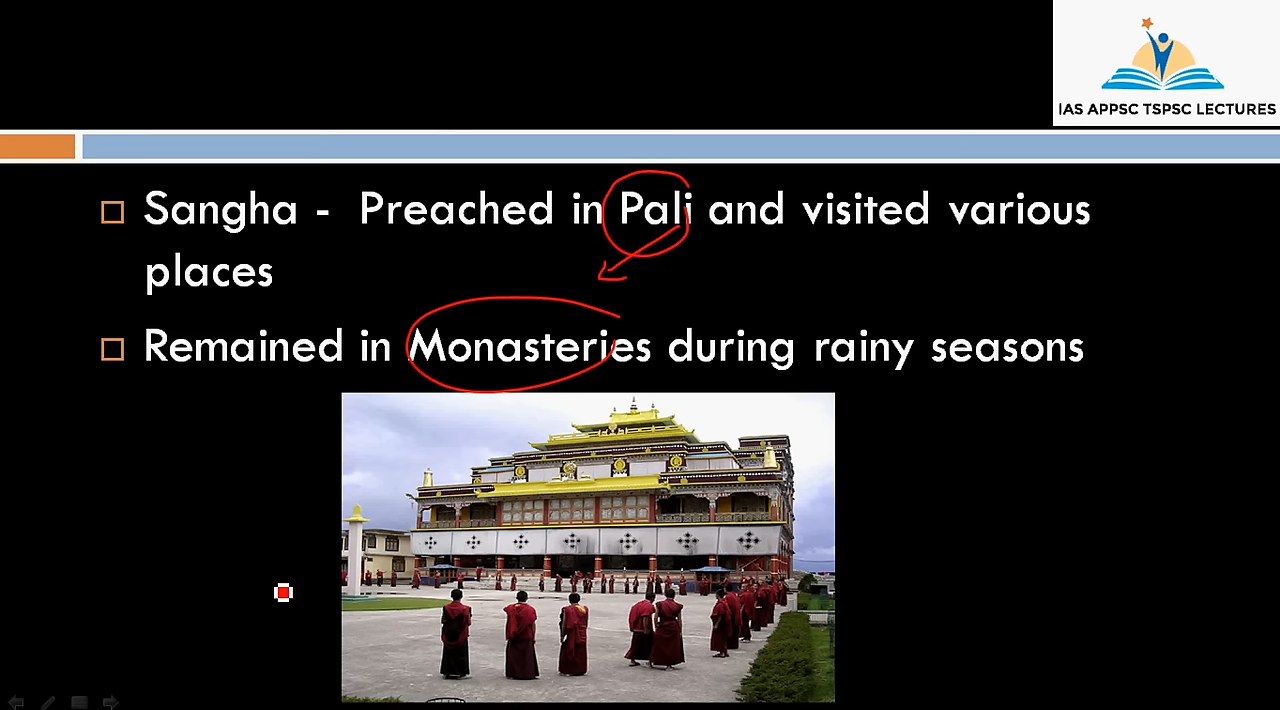 IAS APPSC TSPSC LECTURES
Sangha - Preached in Pali and visited various
places
Remained in Monasteries during rainy seasons